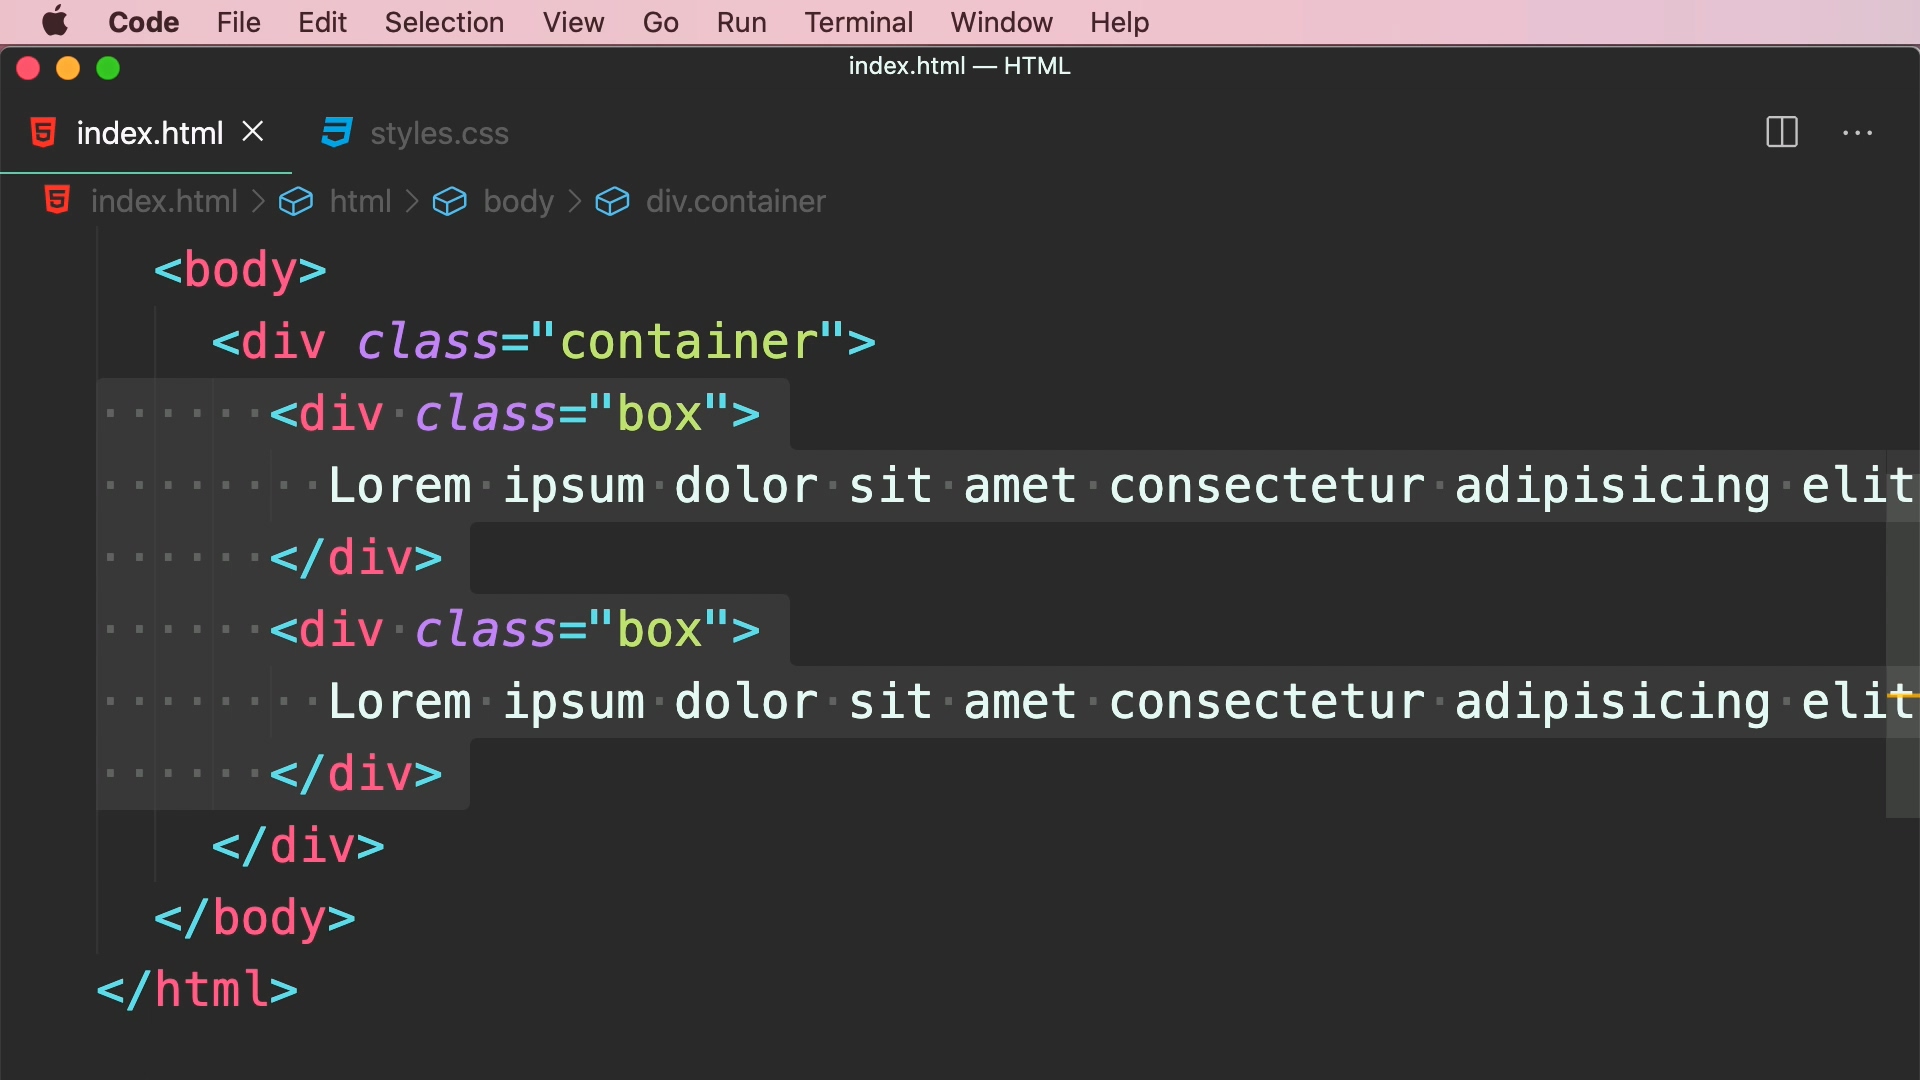 Code File Edit Selection View Go Run Terminal Window Help
index.html — HTML
index.html styles.css
index.html > html > body > div.container
<body>
<div class="container">
<div class="box">
Lorem ipsum dolor sit amet consectetur adipisicing elit
</div>
<div class="box">
Lorem ipsum dolor sit amet consectetur adipisicing elit
</div>
</div>
</body>
</html>